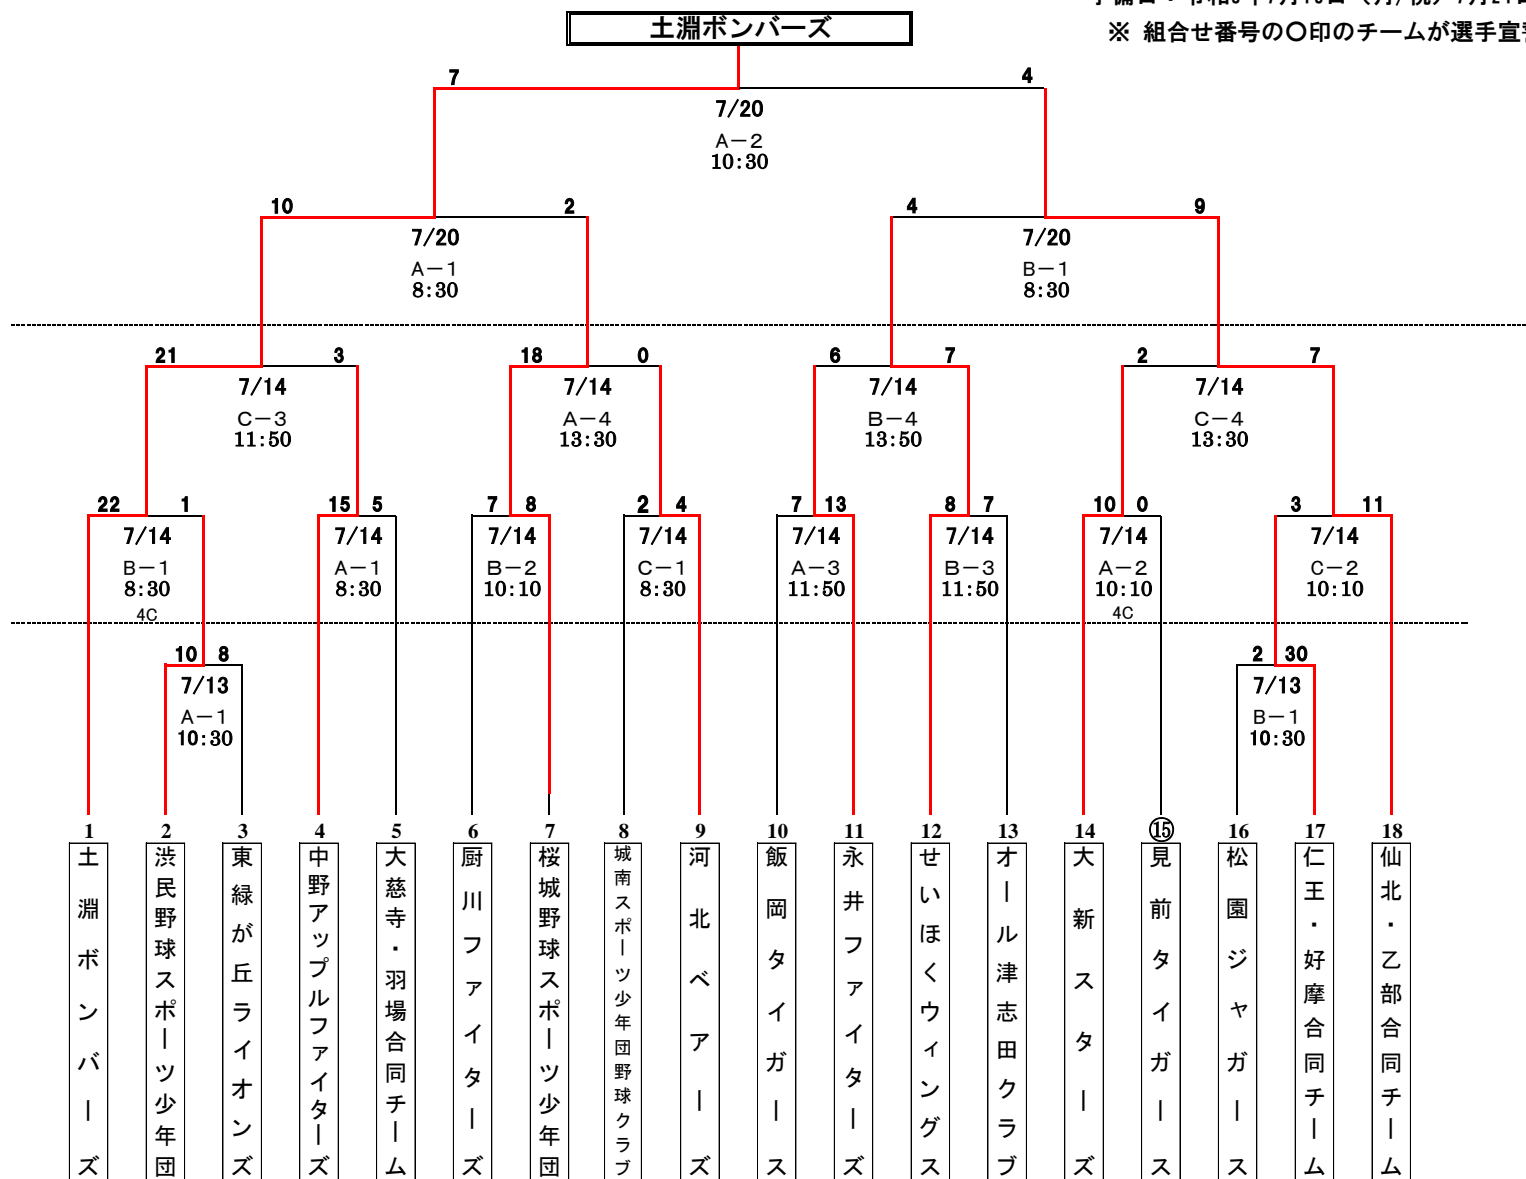 土淵ボンバーズ
※ 組合せ番号の〇印のチームが選手宣
7 4
7/20
A－2
10:30
10 2 4 9
7/20 7/20
A－1 B－1
8:30 8:30
21 3 18 0 6 7 2 7
7/14 7/14 7/14 7/14
C－3 A－4 B－4 C－4
11:50 13:30 13:50 13:30
22 1 15 5 7 8 2 4 7 13 8 7 10 0 3 11
7/14 7/14 7/14 7/14 7/14 7/14 7/14 7/14
B－1 A－1 B－2 C－1 A－3 B－3 A－2 C－2
8:30 8:30 10:10 8:30 11:50 11:50 10:10 10:10
4C 4C
10 8 2 30
7/13 7/13
A－1 B－1
10:30 10:30
1 2 3 4 5 6 7 8 9 10 11 12 13 14 ⑮ 16 17 18
土淵ボンバーズ
渋民野球スポーツ少年団
東緑が丘ライオンズ
中野アップルファイターズ
大慈寺・羽場合同チーム
厨川ファイターズ
桜城野球スポーツ少年団
城南スポーツ少年団野球クラブ
河北ベアーズ
飯岡タイガース
永井ファイターズ
せいほくウィングス
オール津志田クラブ
大新スターズ
見前タイガース
松園ジャガース
仁王・好摩合同チーム
仙北・乙部合同チーム